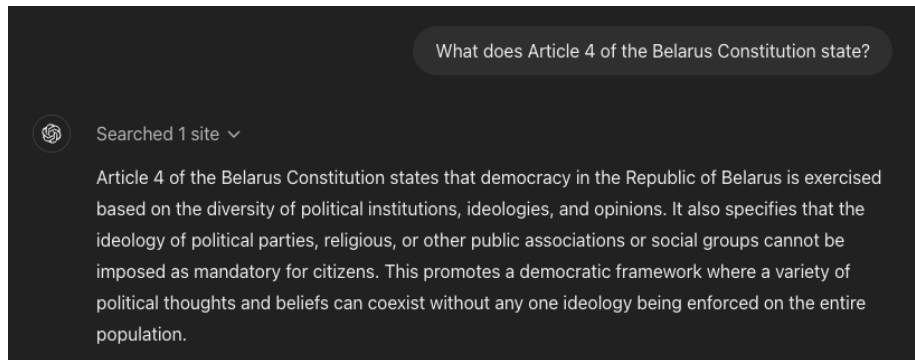 What does Article 4 of the Belarus Constitution state?
Searched 1 site
Article 4 of the Belarus Constitution states that democracy in the Republic of Belarus is exercised
based on the diversity of political institutions, ideologies, and opinions. It also specifies that the
ideology of political parties, religious, or other public associations or social groups cannot be
imposed as mandatory for citizens. This promotes a democratic framework where a variety of
political thoughts and beliefs can coexist without any one ideology being enforced on the entire
population.